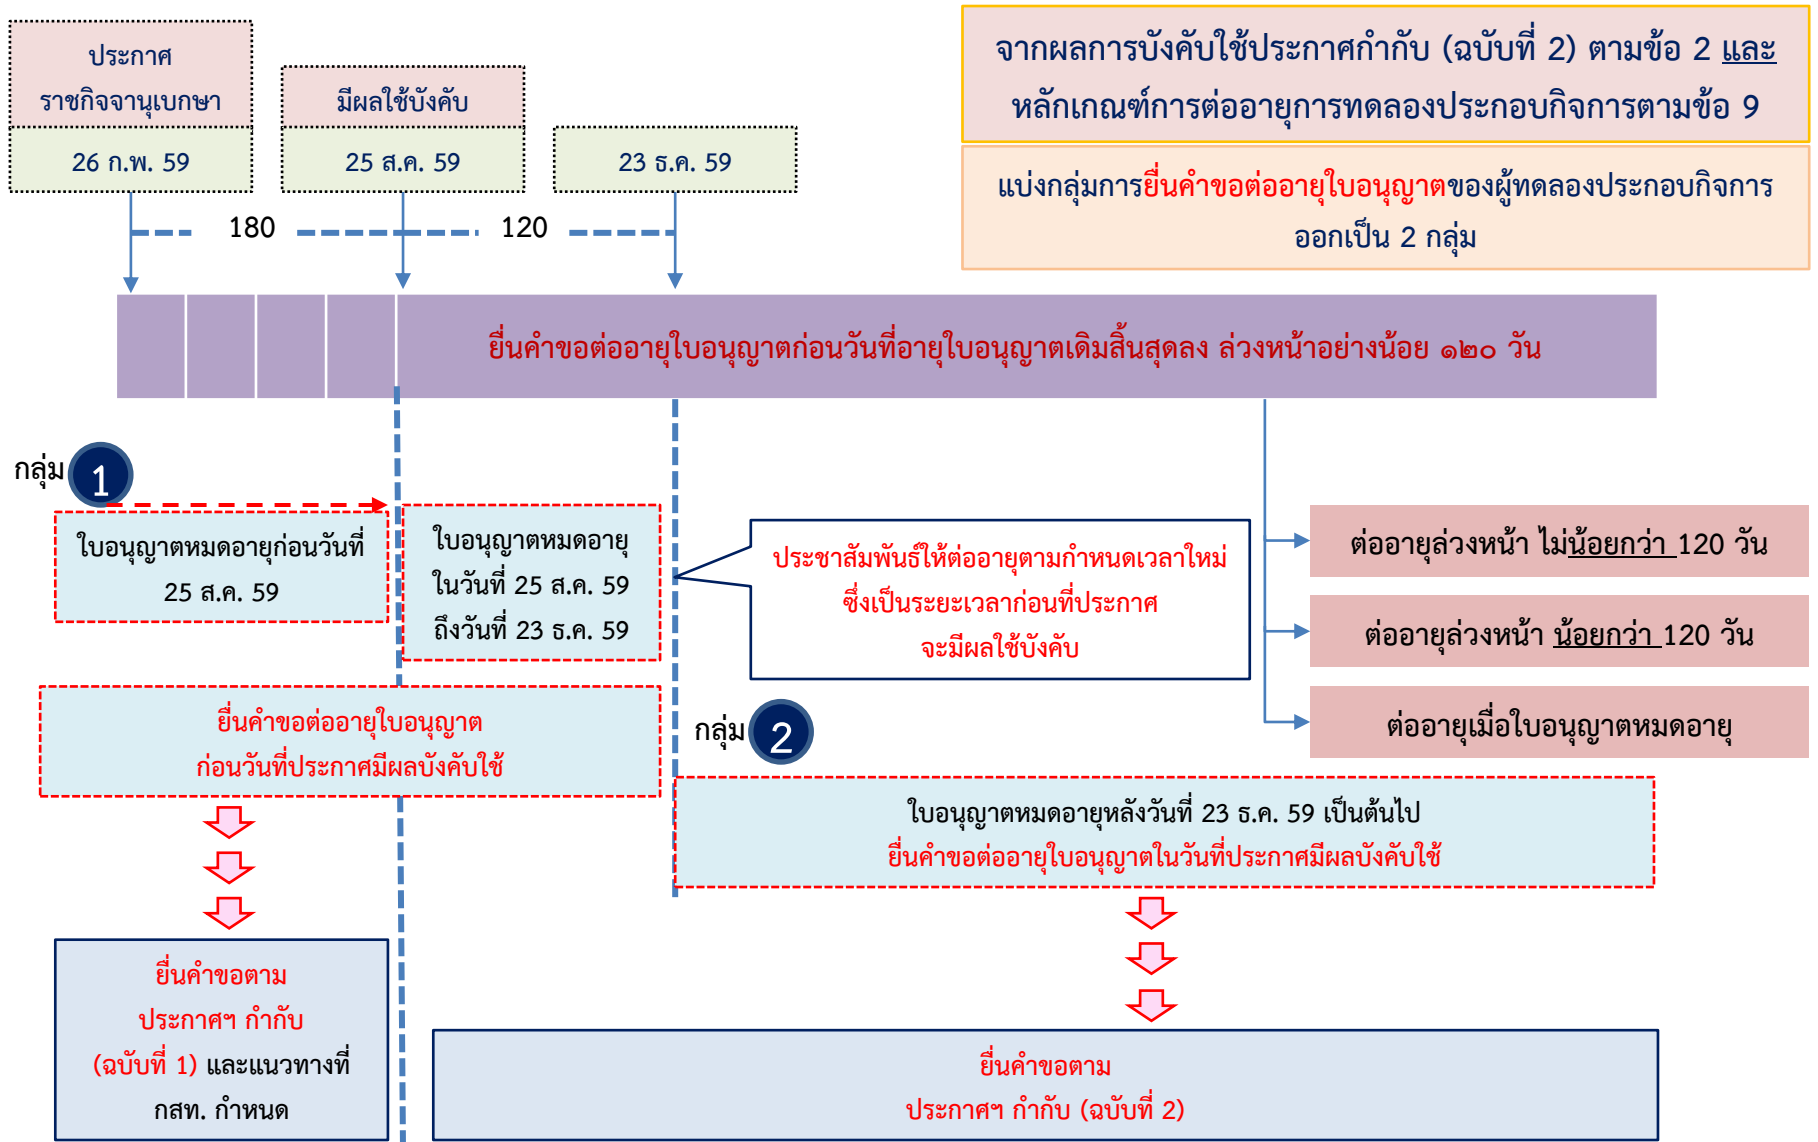 ประกาศ
ราชกิจจานุเบกษา
26 ก.พ. 59
มีผลใช้บังคับ
25 ส.ค. 59
23 ธ.ค. 59
180
120
จากผลการบังคับใช้ประกาศกำกับ (ฉบับที่ 2) ตามข้อ 2 และ
หลักเกณฑ์การต่ออายุการทดลองประกอบกิจการตามข้อ 9
แบ่งกลุ่มการยื่นคำขอต่ออายุใบอนุญาตของผู้ทดลองประกอบกิจการ
ออกเป็น 2 กลุ่ม
ยื่นคำขอต่ออายุใบอนุญาตก่อนวันที่อายุใบอนุญาตเดิมสิ้นสุดลง ล่วงหน้าอย่างน้อย ๑๒๐ วัน
กลุ่ม 1
ใบอนุญาตหมดอายุก่อนวันที่
25 ส.ค. 59
ใบอนุญาตหมดอายุ
ในวันที่ 25 ส.ค. 59
ถึงวันที่ 23 ธ.ค. 59
ประชาสัมพันธ์ให้ต่ออายุตามกำหนดเวลาใหม่
ซึ่งเป็นระยะเวลาก่อนที่ประกาศ
จะมีผลใช้บังคับ
ต่ออายุล่วงหน้า ไม่น้อยกว่า 120 วัน
ต่ออายุล่วงหน้า น้อยกว่า 120 วัน
ต่ออายุเมื่อใบอนุญาตหมดอายุ
ยื่นคำขอต่ออายุใบอนุญาต
ก่อนวันที่ประกาศมีผลบังคับใช้
กลุ่ม 2
ใบอนุญาตหมดอายุหลังวันที่ 23 ธ.ค. 59 เป็นต้นไป
ยื่นคำขอต่ออายุใบอนุญาตในวันที่ประกาศมีผลบังคับใช้
ยื่นคำขอตาม
ประกาศฯ กำกับ
(ฉบับที่ 1) และแนวทางที่
กสท. กำหนด
ยื่นคำขอตาม
ประกาศฯ กำกับ (ฉบับที่ 2)